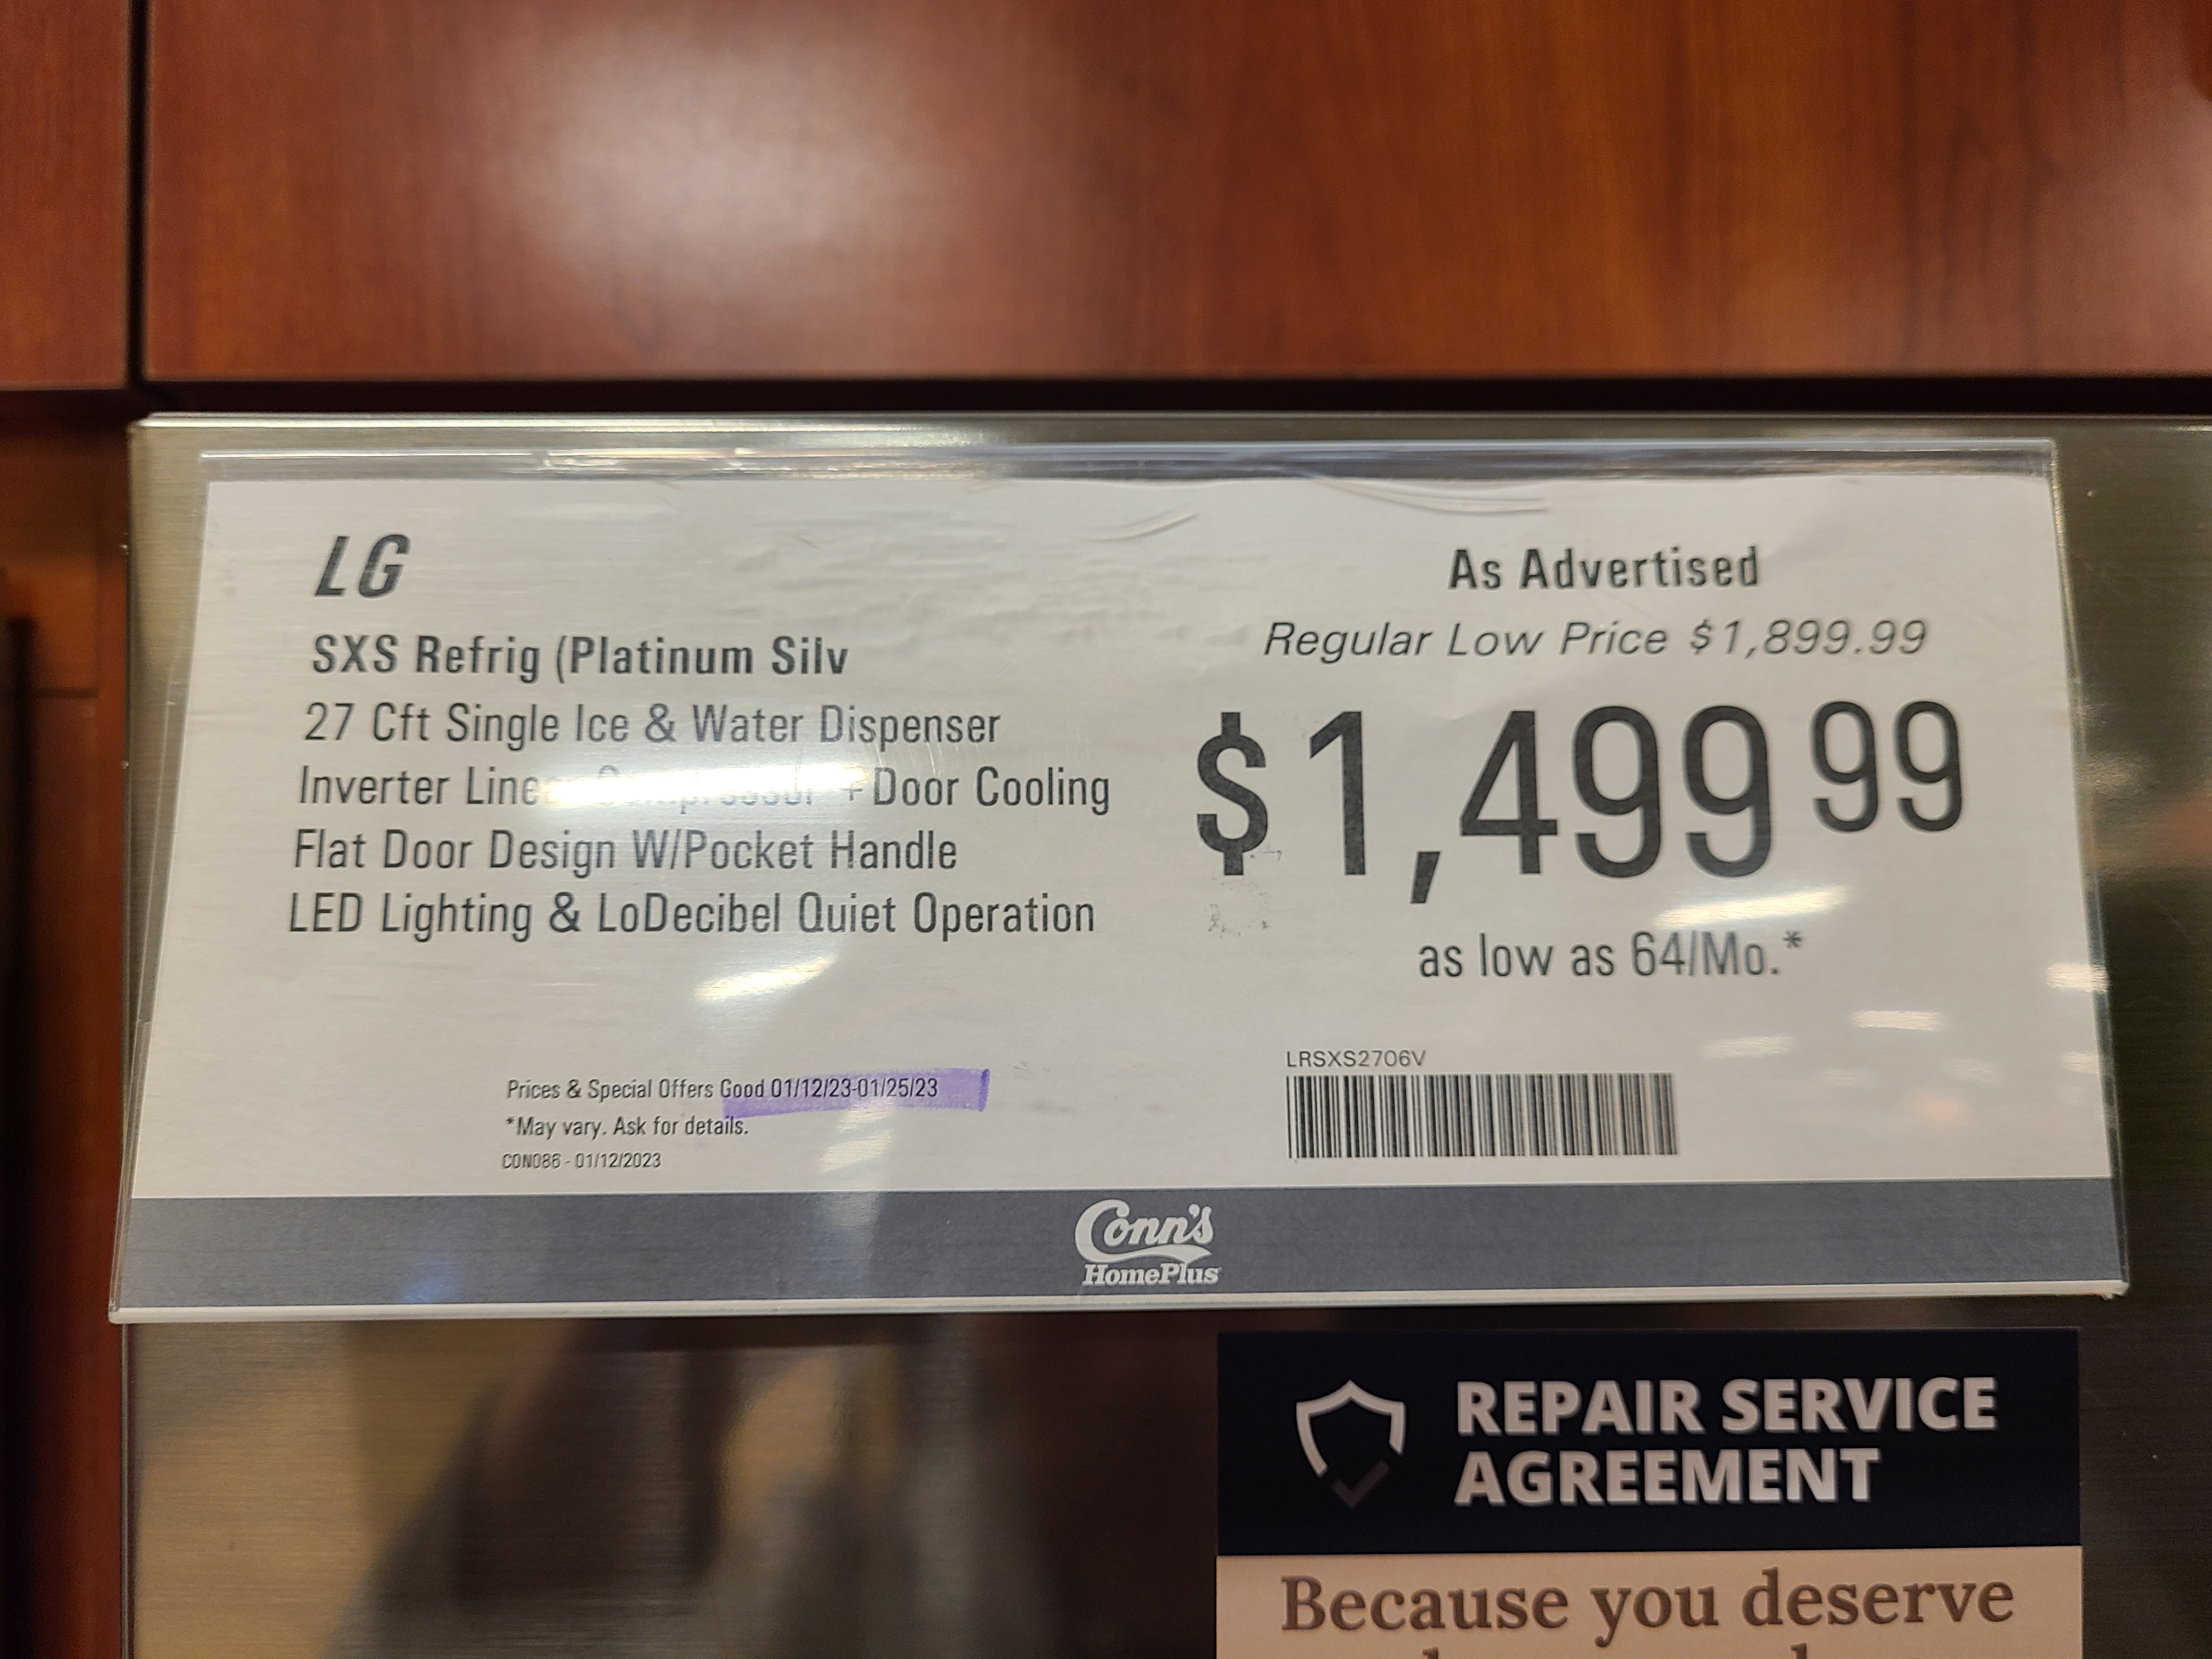 LG
SXS Refrig (Platinum Silv
27 Cft Single Ice & Water Dispenser
Inverter Linear Compressor + Door Cooling
Flat Door Design W/Pocket Handle
LED Lighting & LoDecibel Quiet Operation
Prices & Special Offers Good 01/12/23-01/25/23
*May vary. Ask for details.
CON086 - 01/12/2023
As Advertised
Regular Low Price $1,899.99
$1,499 99
as low as 64/Mo.*
LRSXS2706V
Conn's
HomePlus
REPAIR SERVICE
AGREEMENT
Because you deserve